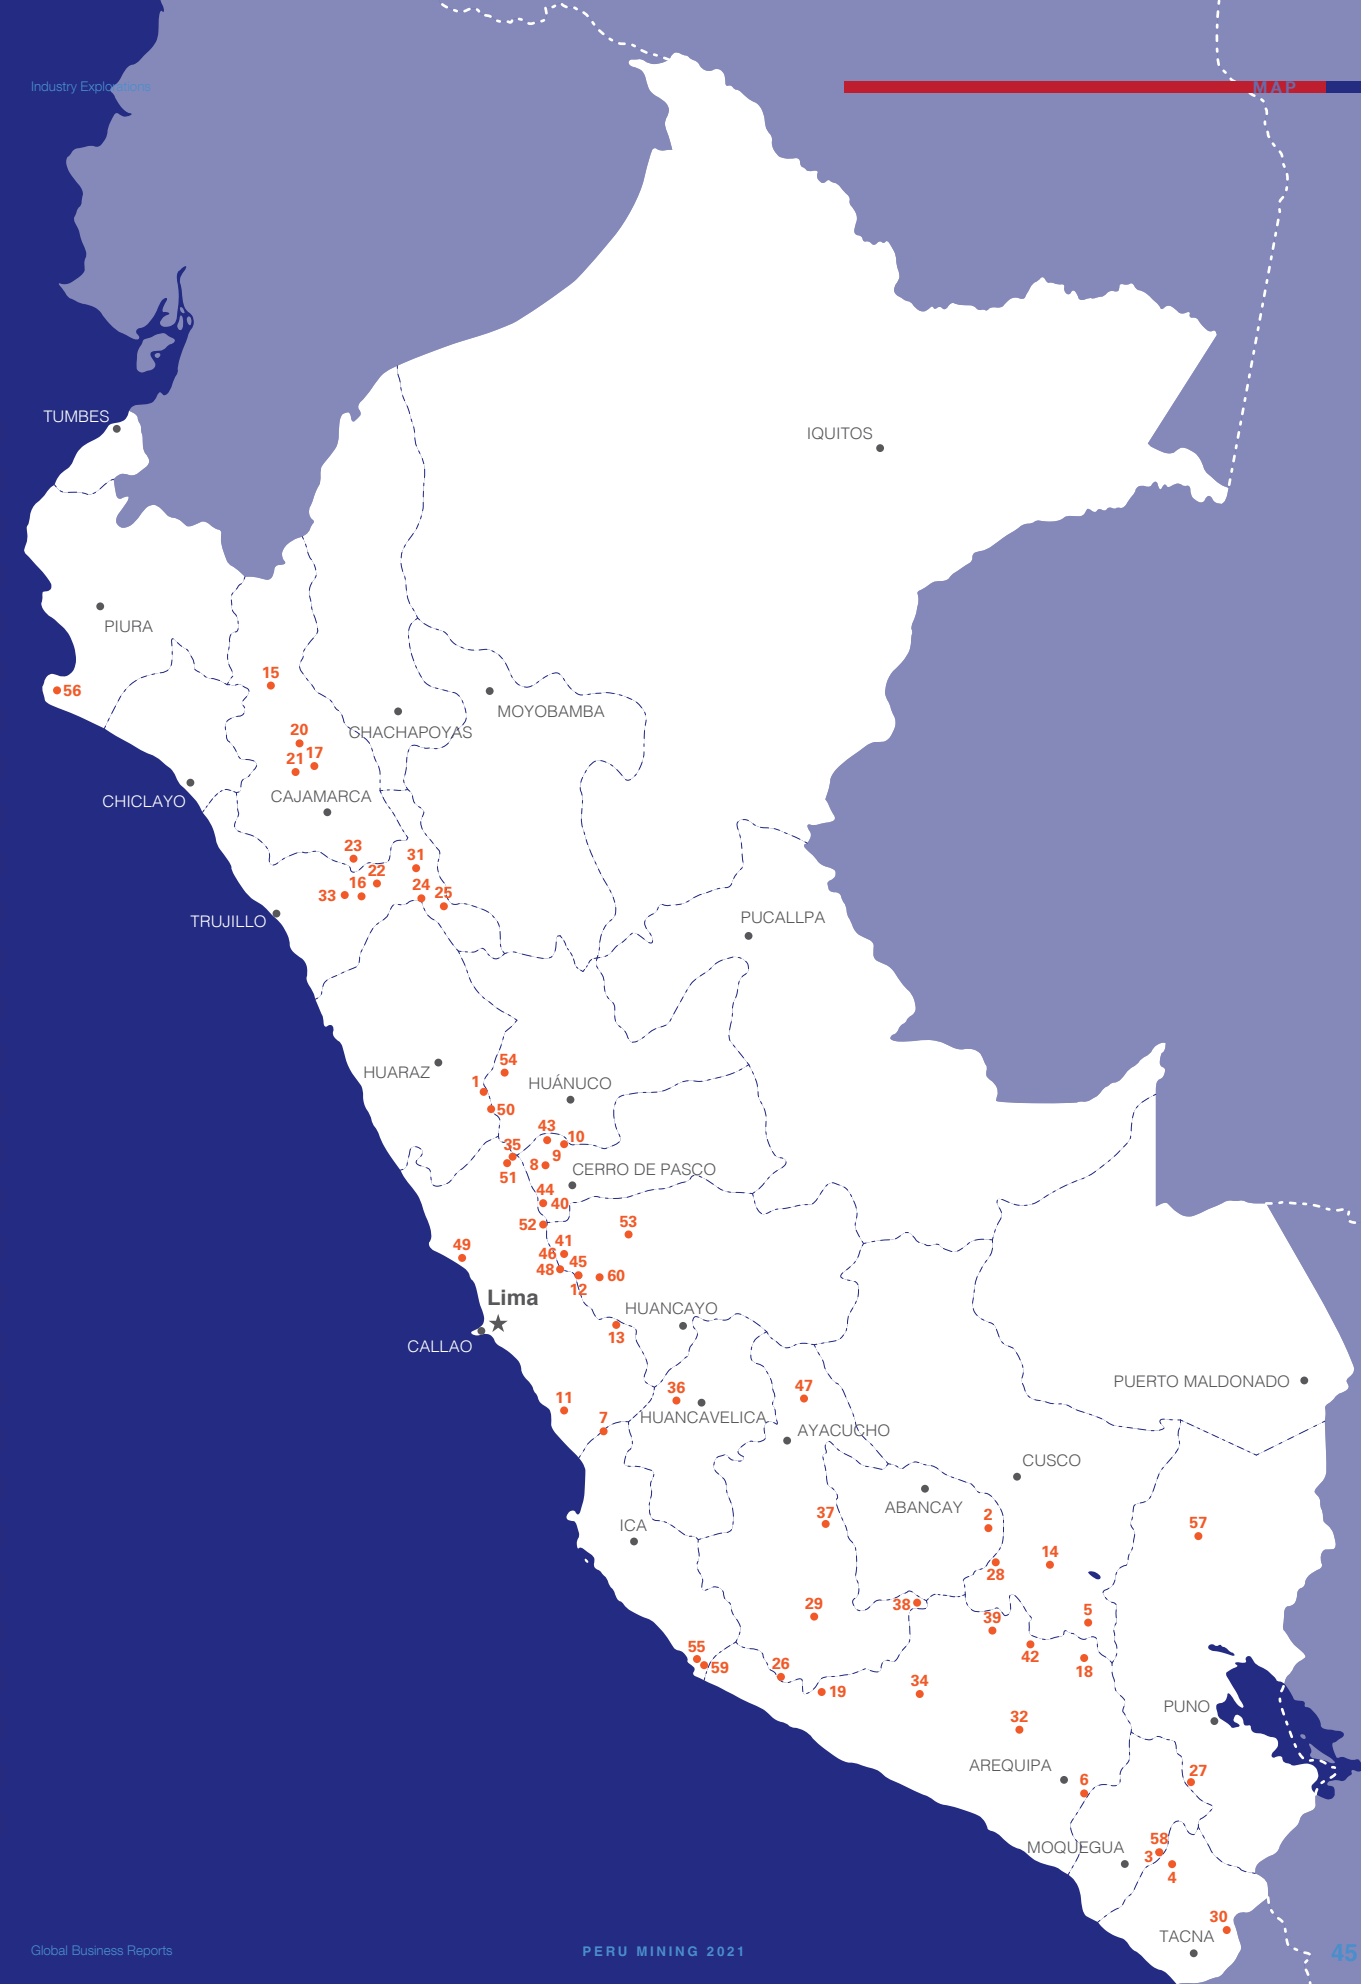 Industry Explorations
MAP
TUMBES
IQUITOS
PIURA
15
56
MOYOBAMBA
20
CHACHAPOYAS
17
21
CHICLAYO
CAJAMARCA
23
31
22
16
33
24
25
TRUJILLO
PUCALLPA
54
HUARAZ
1
HUÁNUCO
50
43
10
35
9
8
CERRO DE PASCO
51
44
40
52
53
41
49
46
45
48
60
12
Lima
HUANCAYO
13
CALLAO
PUERTO MALDONADO
47
36
11
7
HUANCAVELICA
AYACUCHO
CUSCO
ABANCAY
37
2
57
ICA
14
28
29
38
39
5
55
42
59
26
18
34
19
PUNO
32
AREQUIPA
27
6
58
MOQUEGUA
3
4
30
TACNA
Global Business Reports
PERU MINING 2021
45